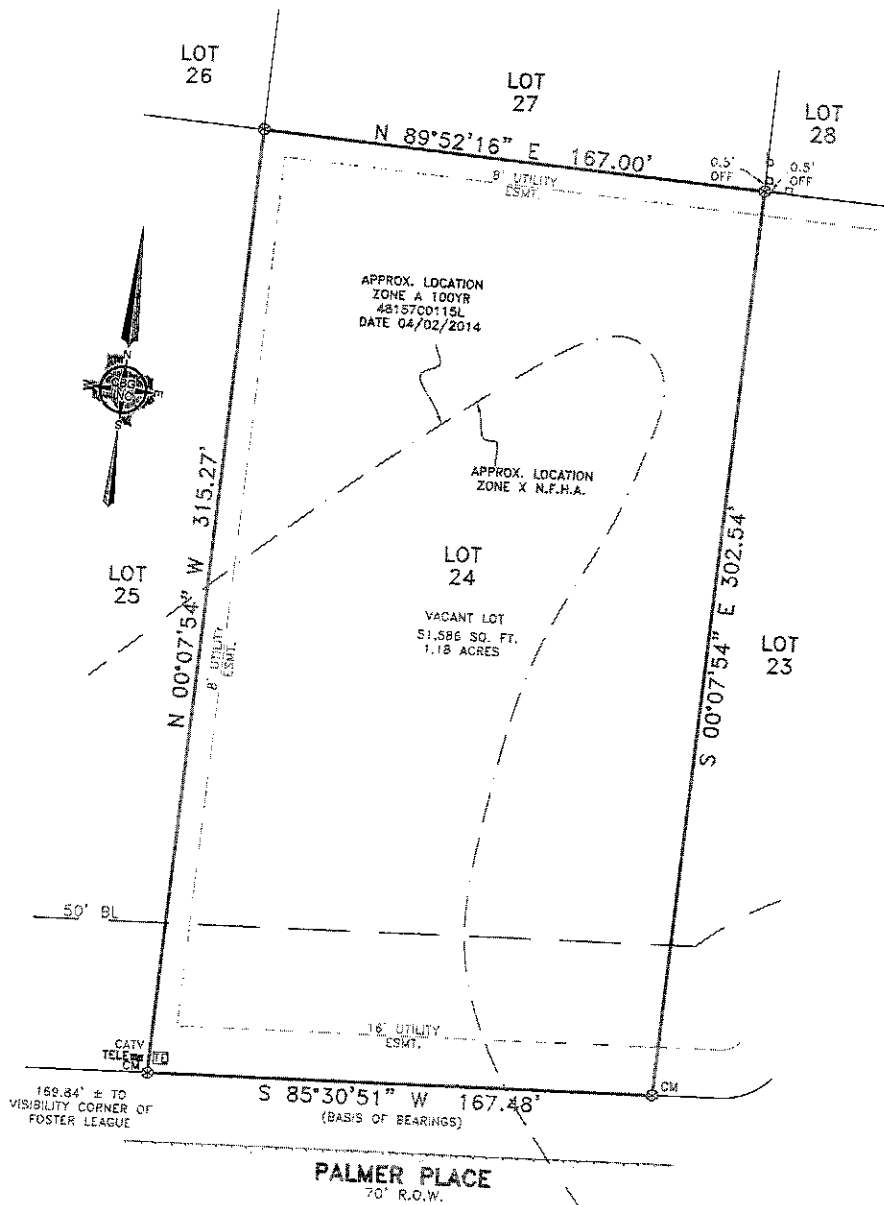 LOT
26
LOT
27
LOT
28
N 89°52'16" E 167.00'
0.5'
OFF
0.5'
OFF
8' UTILITY
ESMT.
APPROX. LOCATION
ZONE A 100YR
48157C0115L
DATE 04/02/2014
N
W
CBG
INC
E
S
APPROX. LOCATION
ZONE X N.F.H.A.
N 00°07'54" W 315.27'
LOT
25
LOT
24
VACANT LOT
51,586 SQ. FT.
1.18 ACRES
S 00°07'54" E 302.54'
LOT
23
8' UTILITY
ESMT.
50' BL
16' UTILITY
ESMT.
CATV
TELE
CM
CM
S 85°30'51" W 167.48'
(BASIS OF BEARINGS)
169.84' ± TO
VISIBILITY CORNER OF
FOSTER LEAGUE
PALMER PLACE
70' R.O.W.